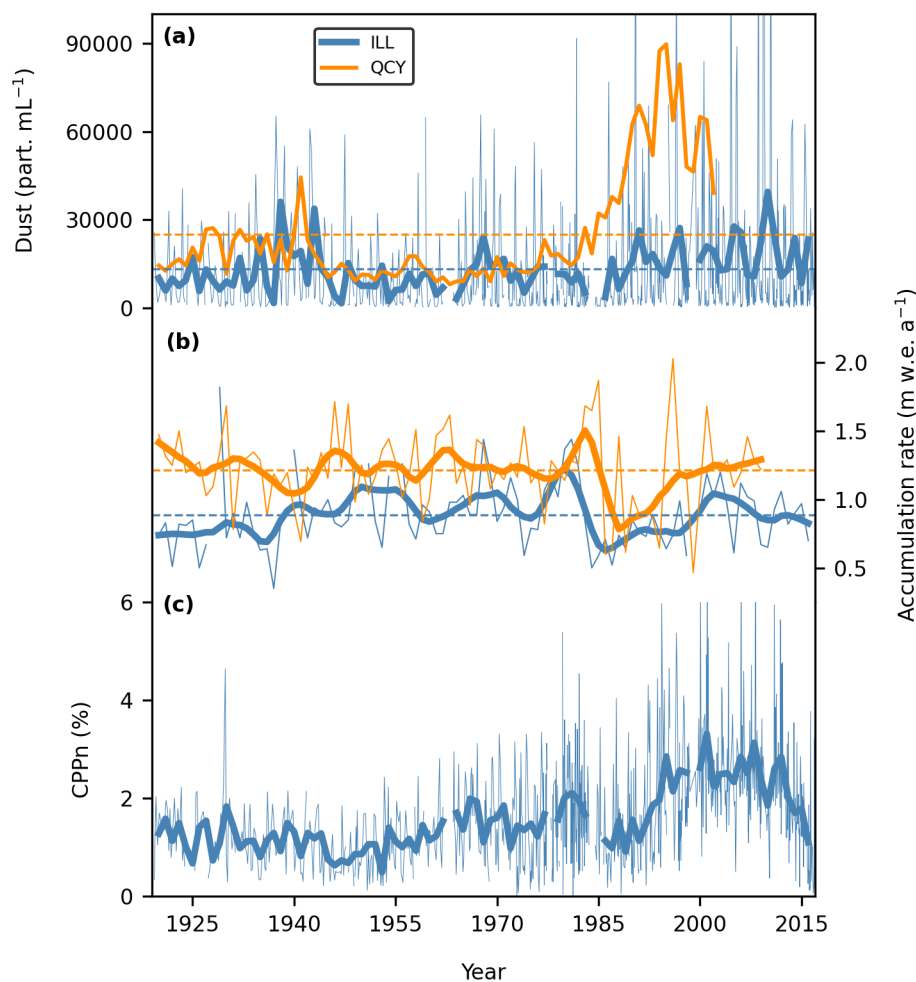 (a)
ILL
QCY
90000
60000
30000
0
Dust (part. mL⁻¹)
(b)
2.0
1.5
1.0
0.5
Accumulation rate (m w.e. a⁻¹)
(c)
6
4
2
0
CPPn (%)
1925 1940 1955 1970 1985 2000 2015
Year